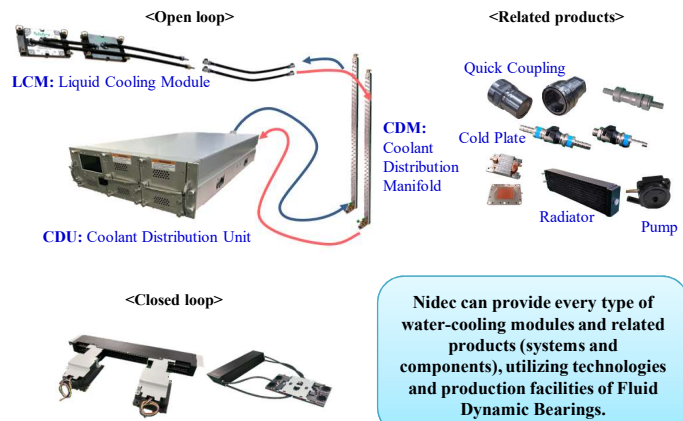 <Open loop>
<Related products>
LCM: Liquid Cooling Module
Quick Coupling
CDM:
Coolant
Distribution
Manifold
Cold Plate
Radiator
Pump
CDU: Coolant Distribution Unit
<Closed loop>
Nidec can provide every type of
water-cooling modules and related
products (systems and
components), utilizing technologies
and production facilities of Fluid
Dynamic Bearings.